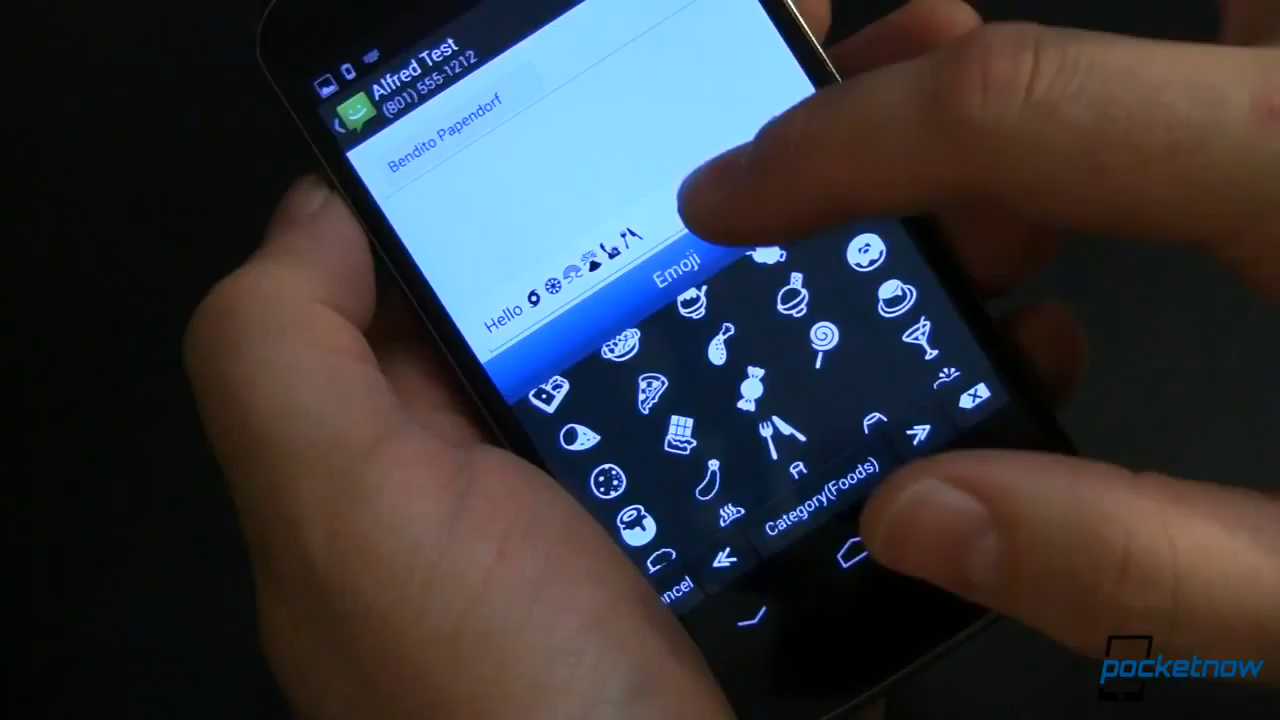 Alfred Test
(801) 555-1212
Bendito Papendorf
Hello
Emoji
Category(Foods)
ncel
pocketnow